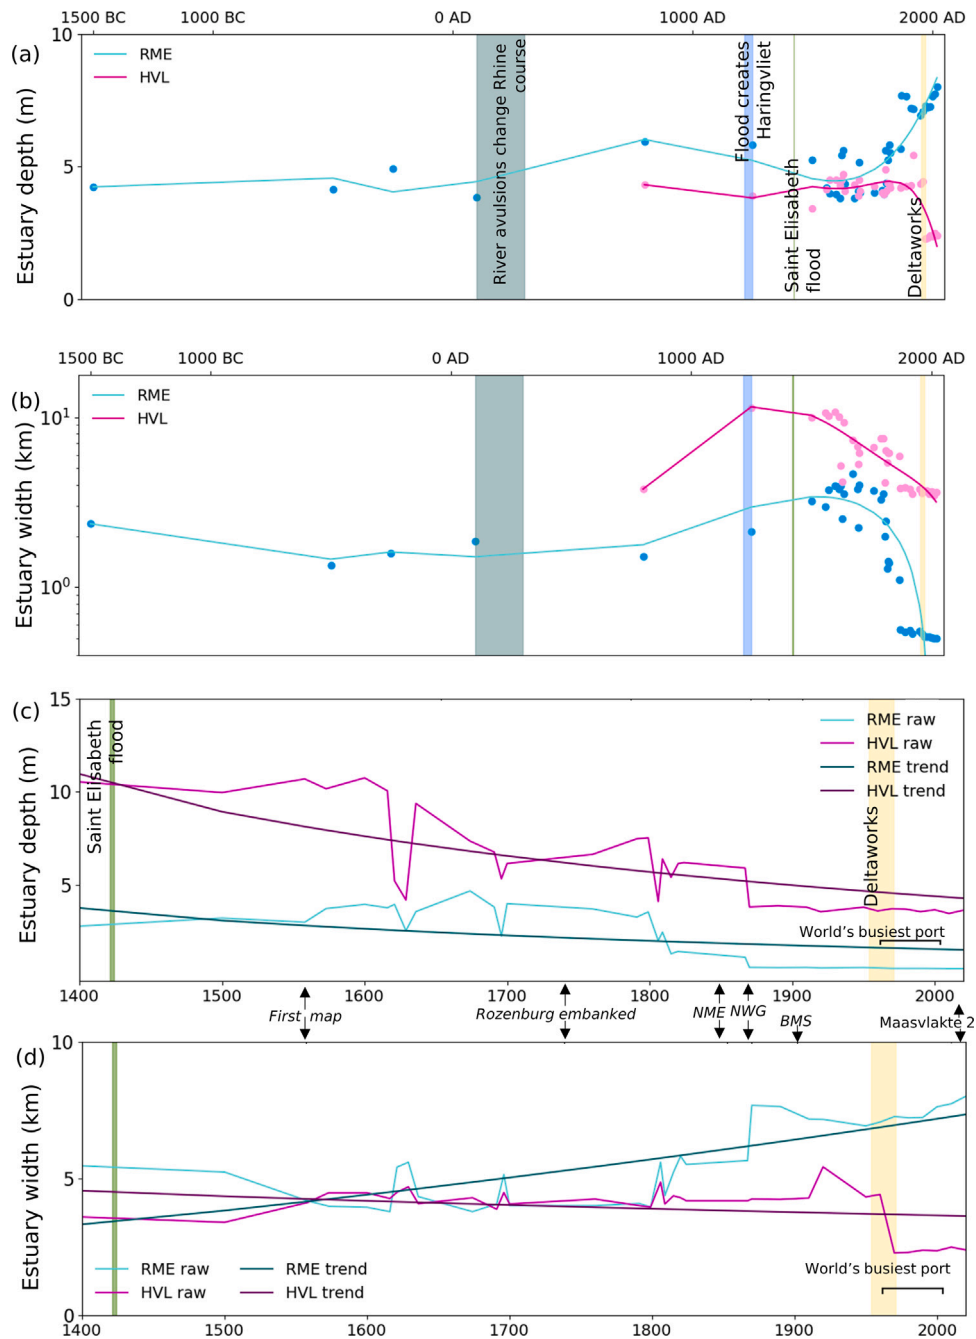 1500 BC 1000 BC 0 AD 1000 AD 2000 AD
(a)
10
5
0
Estuary depth (m)
RME
HVL
River avulsions change Rhine
course
Flood creates
Haringvliet
Saint Elisabeth
flood
Deltaworks
1500 BC 1000 BC 0 AD 1000 AD 2000 AD
(b)
10¹
10⁰
Estuary width (km)
RME
HVL
(c)
15
10
5
Estuary depth (m)
Saint Elisabeth
flood
RME raw
HVL raw
RME trend
HVL trend
Deltaworks
World's busiest port
1400 1500 1600 1700 1800 1900 2000
First map
Rozenburg embanked
NME
NWG
BMS
Maasvlakte 2
(d)
10
5
0
Estuary width (km)
RME raw
HVL raw
RME trend
HVL trend
World's busiest port
1400 1500 1600 1700 1800 1900 2000